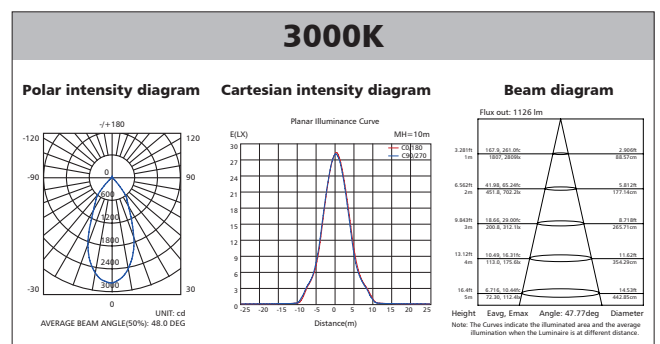 3000K
Polar intensity diagram
Cartesian intensity diagram
Beam diagram
-/+180
-120
120
-90
90
-30
30
0
0
600
1200
1800
2400
3000
UNIT: cd
AVERAGE BEAM ANGLE(50%): 48.0 DEG
Planar Illuminance Curve
E(LX)
MH=10m
C0/180
C90/270
30
27
24
21
18
15
12
9
6
3
0
-25 -20 -15 -10 -5 0 5 10 15 20 25
Distance(m)
Flux out: 1126 lm
3.281ft 167.9, 261.0fc 2.906ft
1m 1807, 2809lx 88.57cm
6.562ft 41.98, 65.24fc 5.812ft
2m 451.8, 702.2lx 177.14cm
9.843ft 18.66, 29.00fc 8.718ft
3m 200.8, 312.1lx 265.71cm
13.12ft 10.49, 16.31fc 11.62ft
4m 113.0, 175.6lx 354.29cm
16.4ft 6.716, 10.44fc 14.53ft
5m 72.30, 112.4lx 442.85cm
Height Eavg, Emax Angle: 47.77deg Diameter
Note: The Curves indicate the illuminated area and the average
illumination when the Luminaire is at different distance.